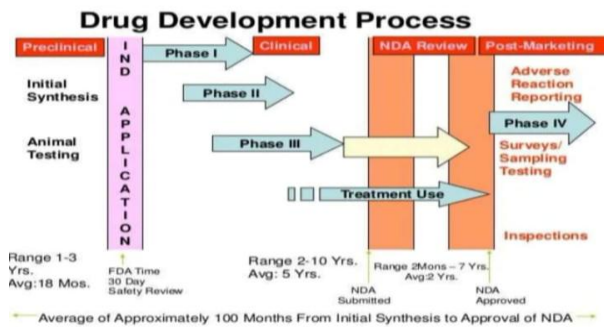 Drug Development Process
Preclinical
IND APPLICATION
Phase I
Clinical
NDA Review
Post-Marketing
Initial
Synthesis
Phase II
Adverse
Reaction
Reporting
Phase IV
Animal
Testing
Phase III
Surveys/
Sampling
Testing
Treatment Use
Inspections
Range 1-3
Yrs.
Avg:18 Mos.
FDA Time
30 Day
Safety Review
Range 2-10 Yrs.
Avg: 5 Yrs.
Range 2Mons – 7 Yrs.
Avg:2 Yrs.
NDA
Submitted
NDA
Approved
Average of Approximately 100 Months From Initial Synthesis to Approval of NDA